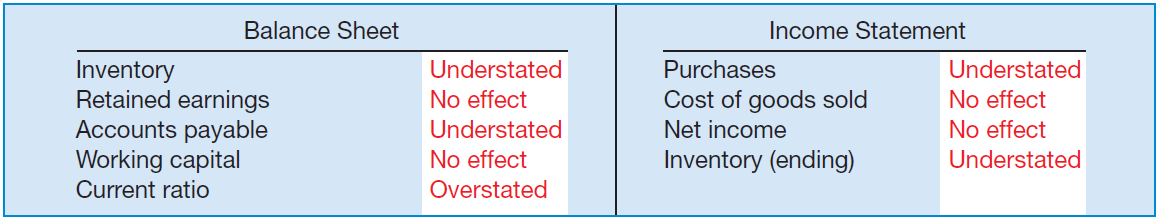 Balance Sheet
Inventory Understated
Retained earnings No effect
Accounts payable Understated
Working capital No effect
Current ratio Overstated
Income Statement
Purchases Understated
Cost of goods sold No effect
Net income No effect
Inventory (ending) Understated